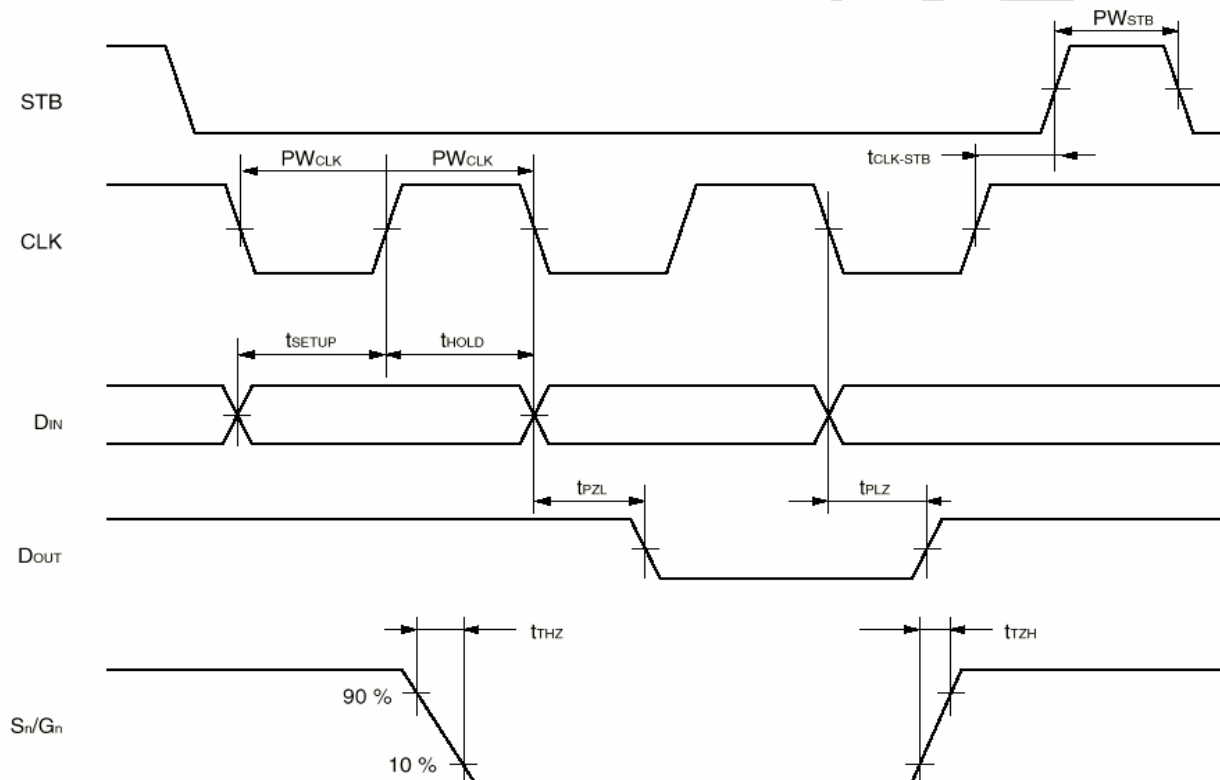 PWSTB
STB
PWCLK PWCLK
tCLK-STB
CLK
tSETUP tHOLD
DIN
tPZL tPLZ
DOUT
tTHZ tTZH
90 %
Sn/Gn
10 %